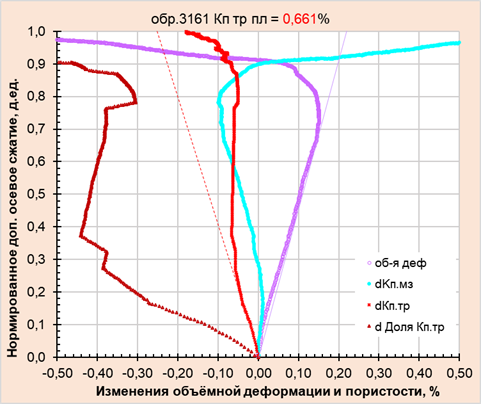 обр.3161 Кп тр пл = 0,661%
Нормированное доп. осевое сжатие, д.ед.
1,0
0,9
0,8
0,7
0,6
0,5
0,4
0,3
0,2
0,1
0,0
об-я деф
dКп.мз
dКп.тр
d Доля Кп.тр
-0,50 -0,40 -0,30 -0,20 -0,10 0,00 0,10 0,20 0,30 0,40 0,50
Изменения объёмной деформации и пористости, %